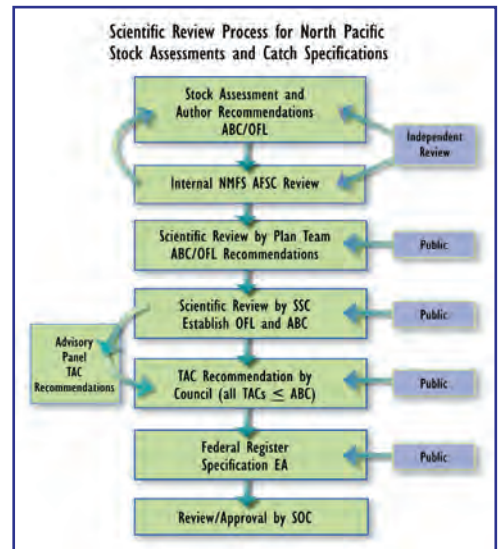 Scientific Review Process for North Pacific
Stock Assessments and Catch Specifications
Stock Assessment and
Author Recommendations
ABC/OFL
Independent
Review
Internal NMFS AFSC Review
Scientific Review by Plan Team
ABC/OFL Recommendations
Public
Scientific Review by SSC
Establish OFL and ABC
Public
Advisory
Panel
TAC
Recommendations
TAC Recommendation by
Council (all TACs ≤ ABC)
Public
Federal Register
Specification EA
Public
Review/Approval by SOC